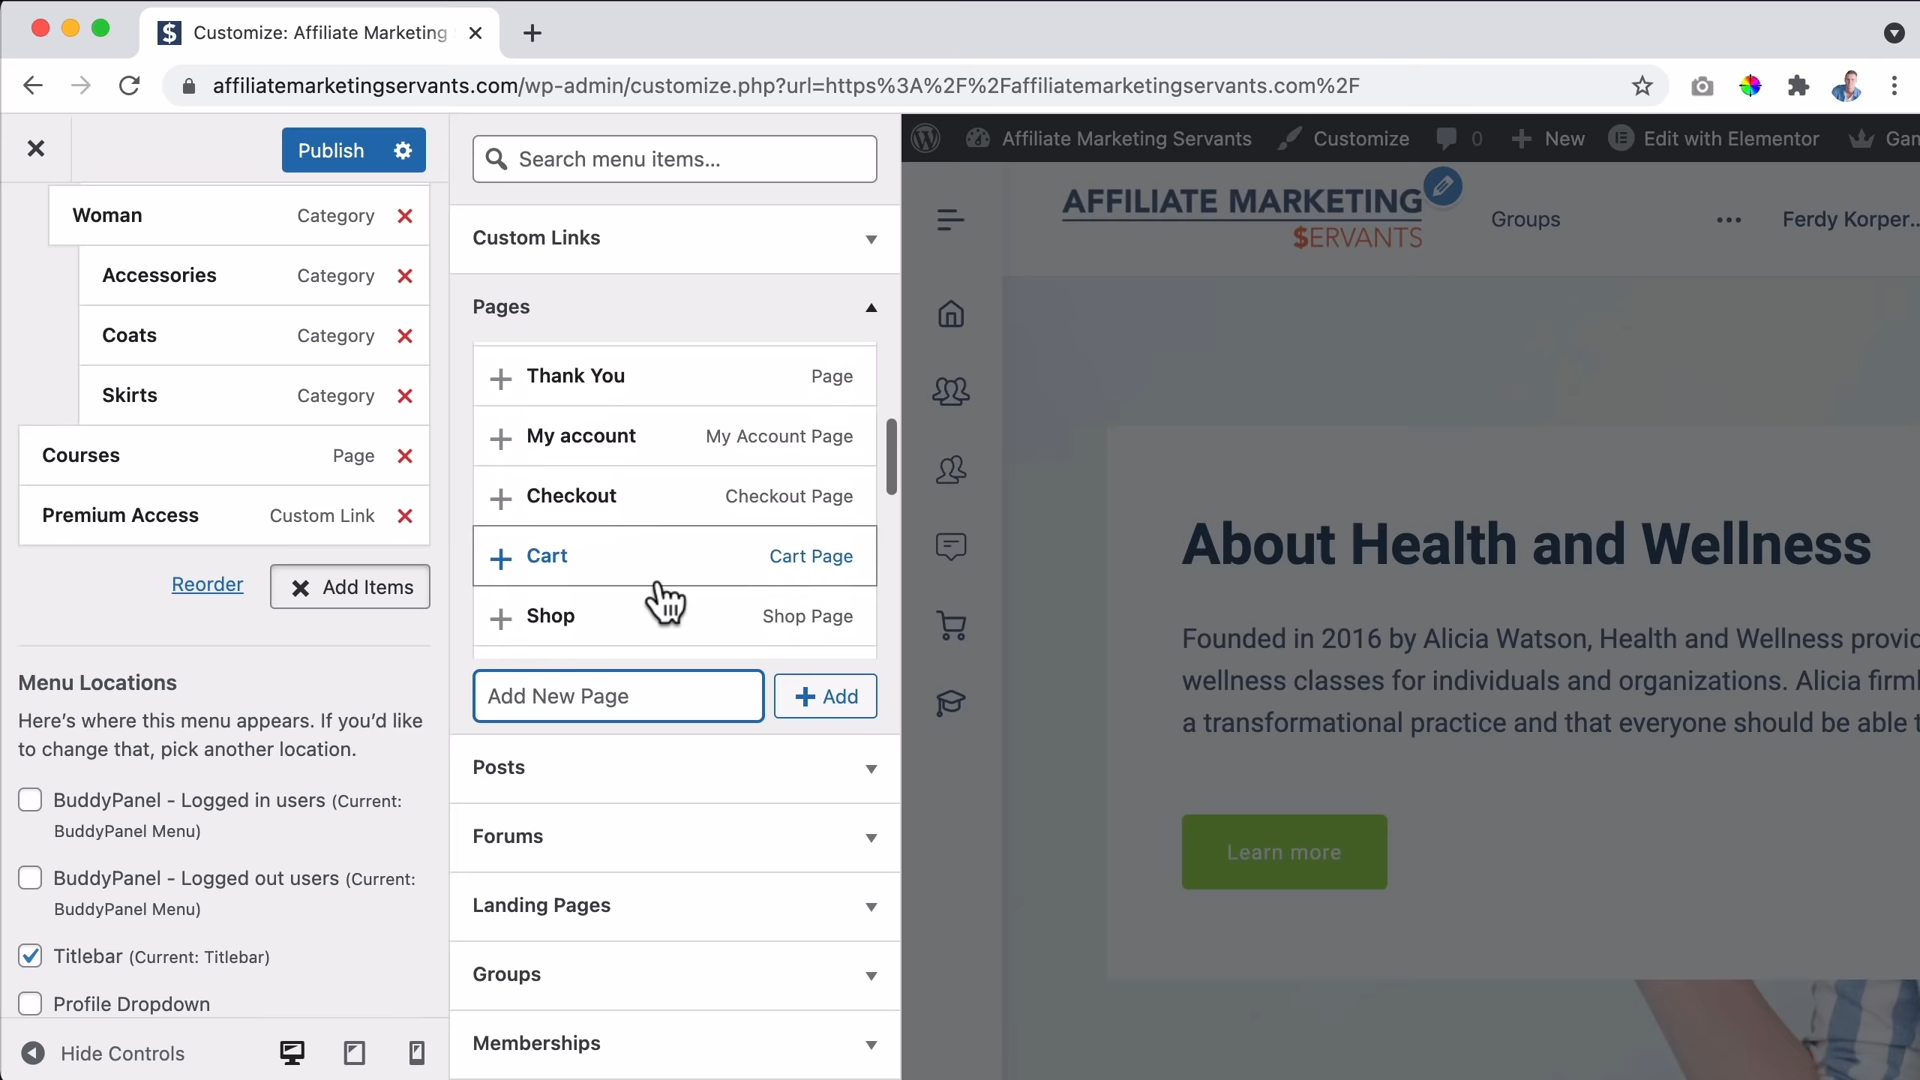 Customize: Affiliate Marketing
affiliatemarketingservants.com/wp-admin/customize.php?url=https%3A%2F%2Faffiliatemarketingservants.com%2F
Publish
Woman Category
Accessories Category
Coats Category
Skirts Category
Courses Page
Premium Access Custom Link
Reorder Add Items
Menu Locations
Here's where this menu appears. If you'd like
to change that, pick another location.
BuddyPanel - Logged in users (Current:
BuddyPanel Menu)
BuddyPanel - Logged out users (Current:
BuddyPanel Menu)
Titlebar (Current: Titlebar)
Profile Dropdown
Hide Controls
Search menu items...
Custom Links
Pages
Thank You Page
My account My Account Page
Checkout Checkout Page
Cart Cart Page
Shop Shop Page
Add New Page Add
Posts
Forums
Landing Pages
Groups
Memberships
Affiliate Marketing Servants Customize 0 New Edit with Elementor Gam
AFFILIATE MARKETING
$ERVANTS
Groups Ferdy Korper...
About Health and Wellness
Founded in 2016 by Alicia Watson, Health and Wellness provid
wellness classes for individuals and organizations. Alicia firml
a transformational practice and that everyone should be able t
Learn more